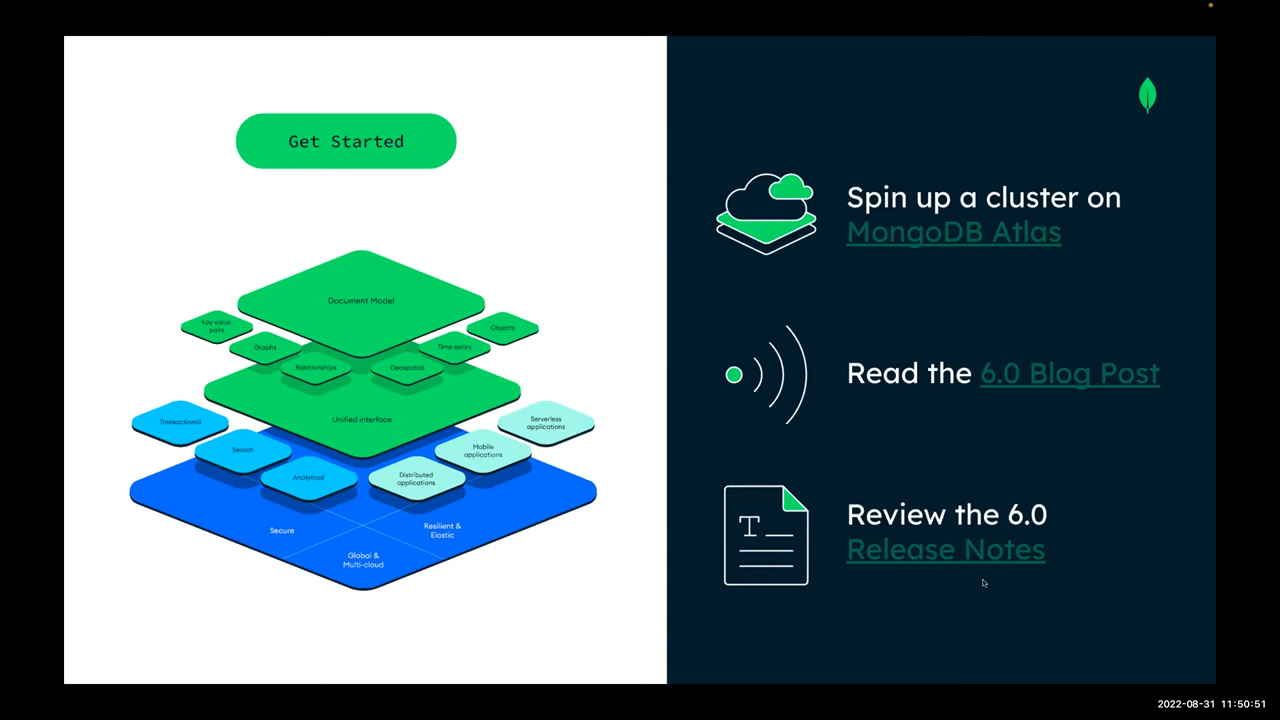 Get Started
Document Model
Key value
pairs
Objects
Graphs
Time series
Relationships
Geospatial
Unified interface
Transactional
Serverless
applications
Search
Mobile
applications
Analytical
Distributed
applications
Secure
Resilient &
Elastic
Global &
Multi-cloud
Spin up a cluster on
MongoDB Atlas
Read the 6.0 Blog Post
T
Review the 6.0
Release Notes
2022-08-31 11:50:51